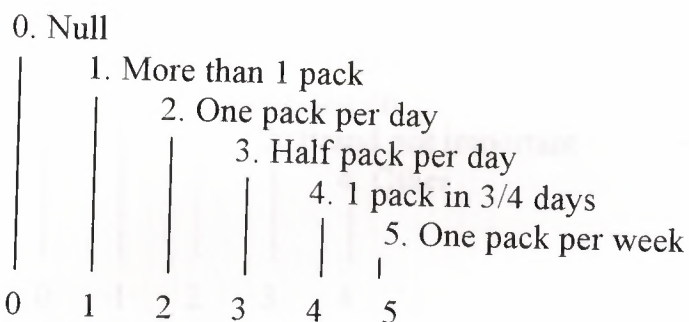 0. Null
1. More than 1 pack
2. One pack per day
3. Half pack per day
4. 1 pack in 3/4 days
5. One pack per week
0 1 2 3 4 5